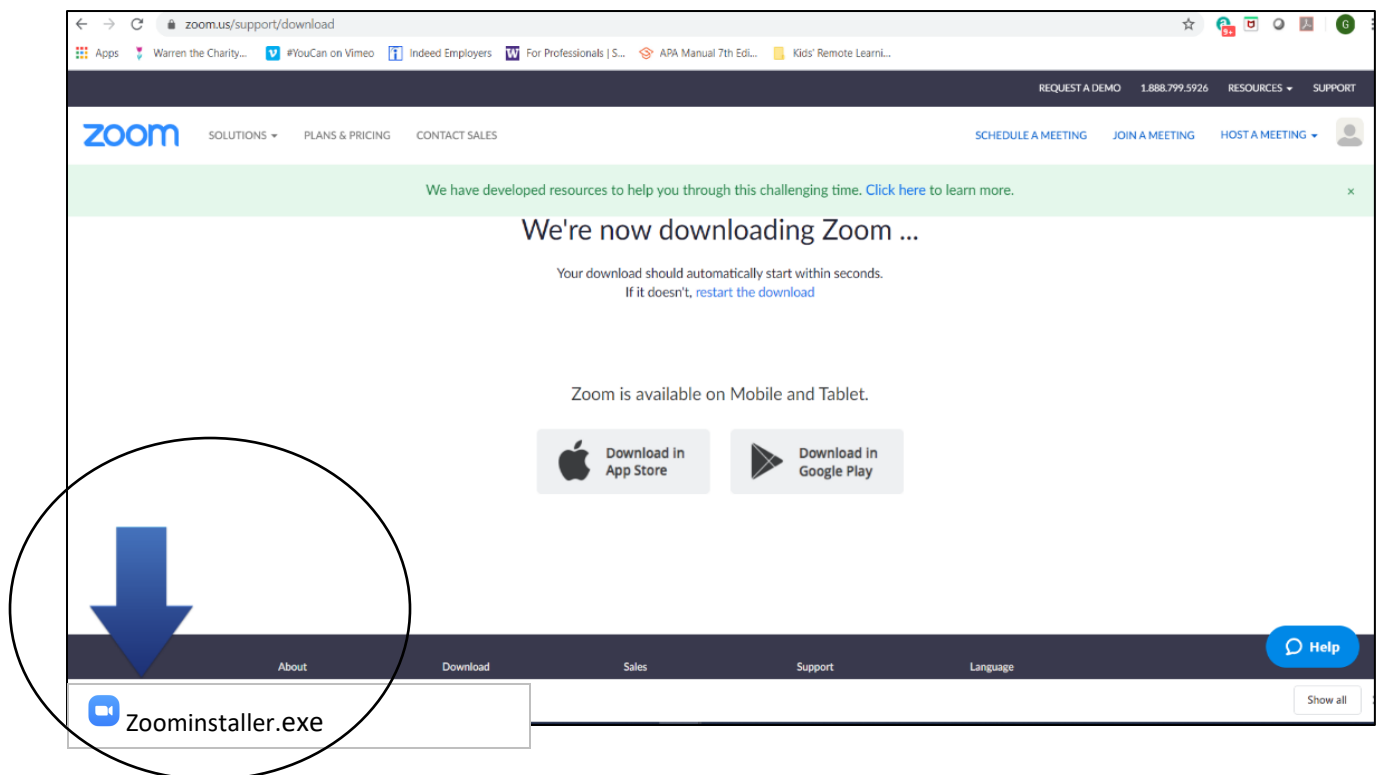 zoom.us/support/download
9+
G
Apps Warren the Charity... #YouCan on Vimeo Indeed Employers For Professionals | S... APA Manual 7th Edi... Kids' Remote Learni...
REQUEST A DEMO 1.888.799.5926 RESOURCES SUPPORT
zoom SOLUTIONS PLANS & PRICING CONTACT SALES SCHEDULE A MEETING JOIN A MEETING HOST A MEETING
We have developed resources to help you through this challenging time. Click here to learn more. ×
We're now downloading Zoom ...
Your download should automatically start within seconds.
If it doesn't, restart the download
Zoom is available on Mobile and Tablet.
Download in
App Store
Download in
Google Play
Help
About Download Sales Support Language
Zoominstaller.exe
Show all